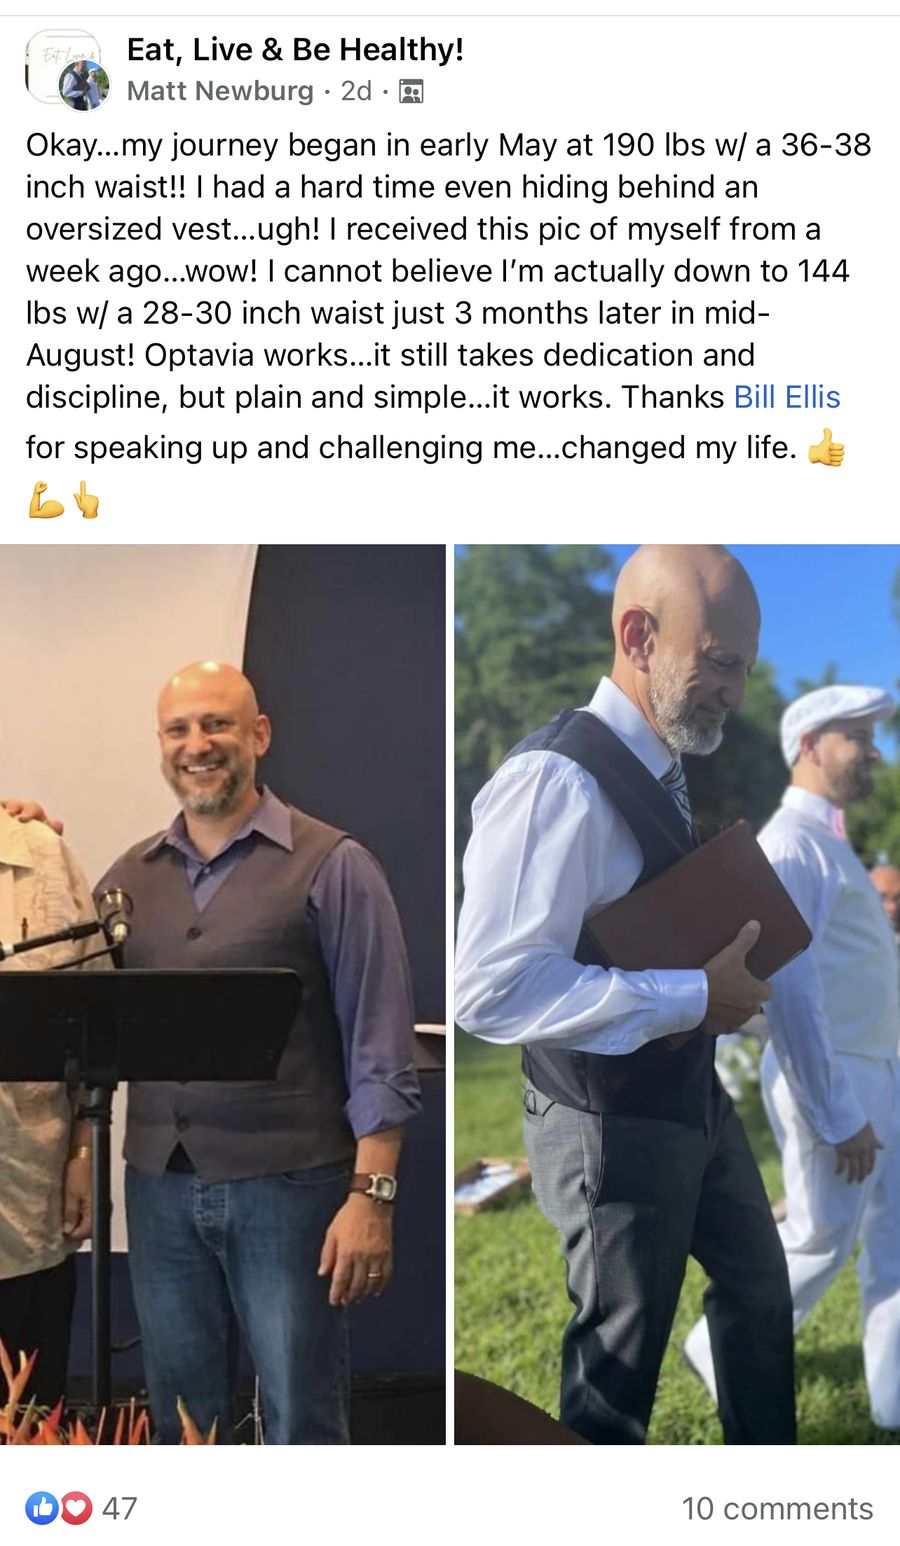 Eat, Live & Be Healthy!
Matt Newburg · 2d ·
Okay...my journey began in early May at 190 lbs w/ a 36-38
inch waist!! I had a hard time even hiding behind an
oversized vest...ugh! I received this pic of myself from a
week ago...wow! I cannot believe I’m actually down to 144
lbs w/ a 28-30 inch waist just 3 months later in mid-
August! Optavia works...it still takes dedication and
discipline, but plain and simple...it works. Thanks Bill Ellis
for speaking up and challenging me...changed my life. 👍
💪👆
47
10 comments